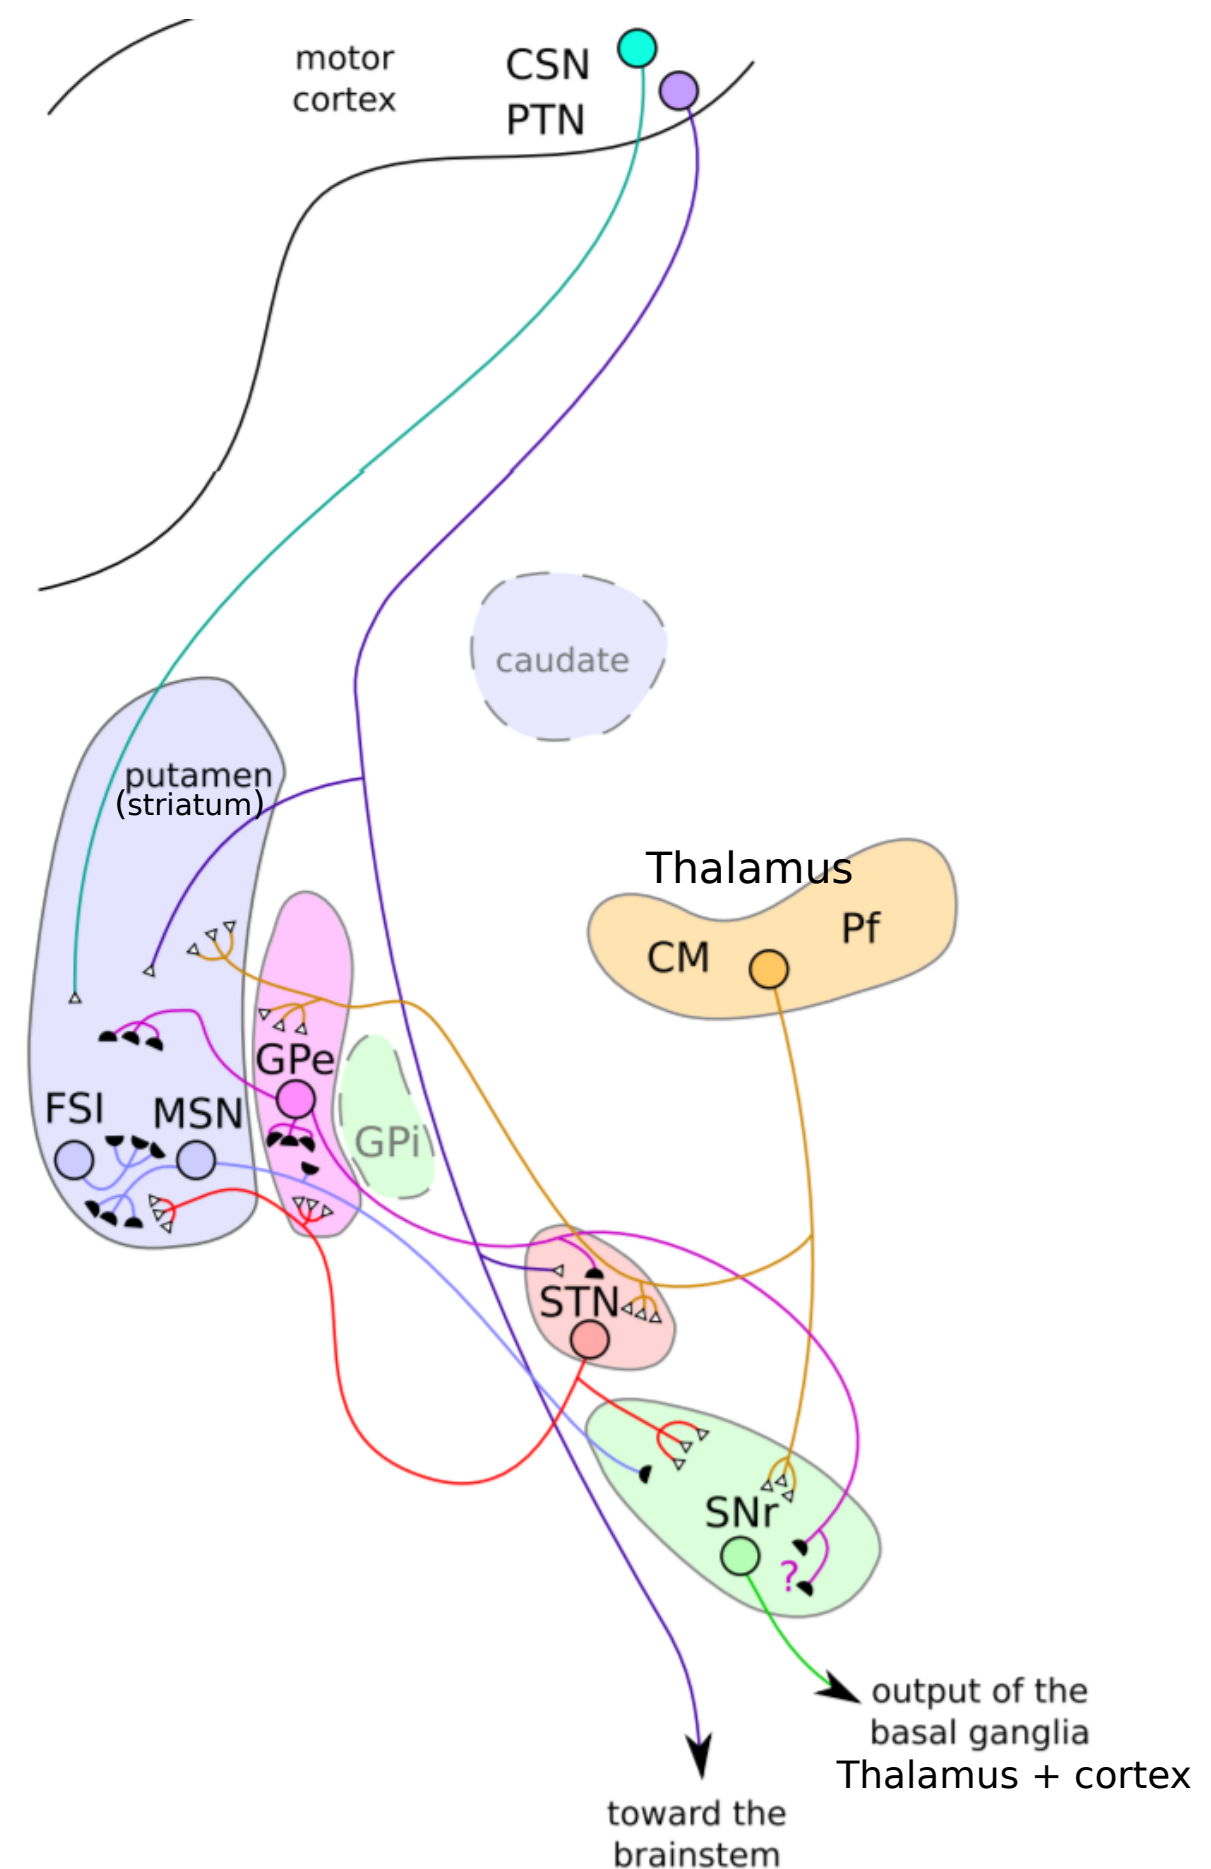 motor
cortex
CSN
PTN
caudate
putamen
(striatum)
Thalamus
CM
Pf
GPe
GPi
FSI
MSN
STN
SNr
?
output of the
basal ganglia
Thalamus + cortex
toward the
brainstem